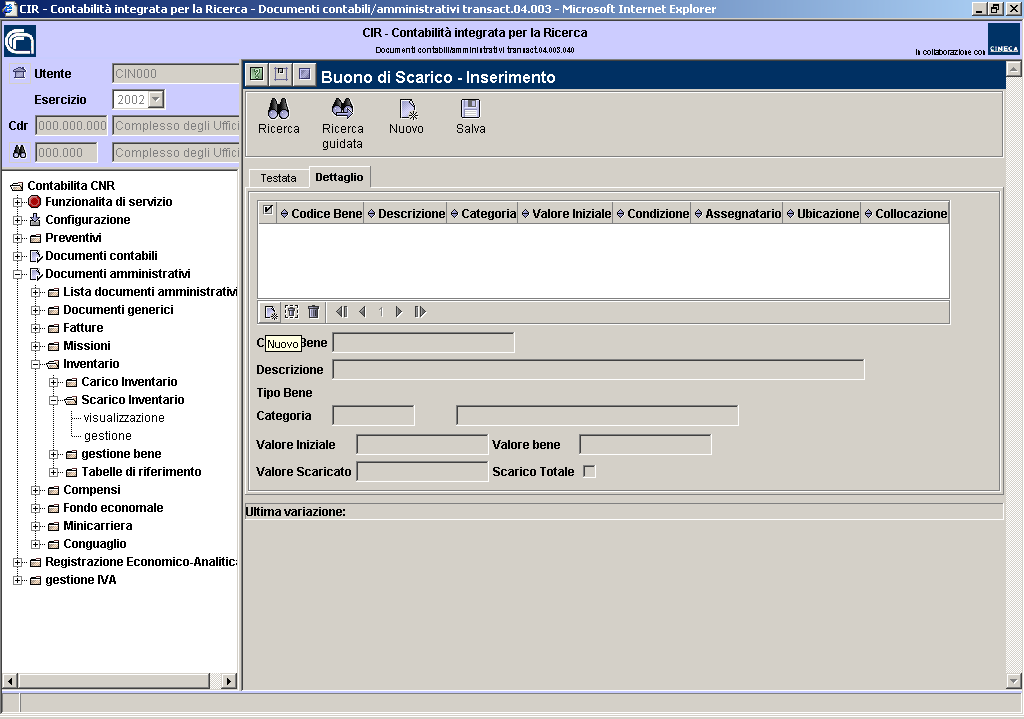 CIR - Contabilità integrata per la Ricerca - Documenti contabili/amministrativi transact.04.003 - Microsoft Internet Explorer
CIR - Contabilità integrata per la Ricerca
Documenti contabili/amministrativi transact.04.003.040
In collaborazione con
CINECA
Utente CIN000
Esercizio 2002
Cdr 000.000.000 Complesso degli Uffici
000.000 Complesso degli Uffici
Contabilita CNR
Funzionalita di servizio
Configurazione
Preventivi
Documenti contabili
Documenti amministrativi
Lista documenti amministrativi
Documenti generici
Fatture
Missioni
Inventario
Carico Inventario
Scarico Inventario
visualizzazione
gestione
gestione bene
Tabelle di riferimento
Compensi
Fondo economale
Minicarriera
Conguaglio
Registrazione Economico-Analitica
gestione IVA
Buono di Scarico - Inserimento
Ricerca Ricerca guidata Nuovo Salva
Testata Dettaglio
Codice Bene Descrizione Categoria Valore Iniziale Condizione Assegnatario Ubicazione Collocazione
1
C Bene
Nuovo
Descrizione
Tipo Bene
Categoria
Valore Iniziale Valore bene
Valore Scaricato Scarico Totale
Ultima variazione: